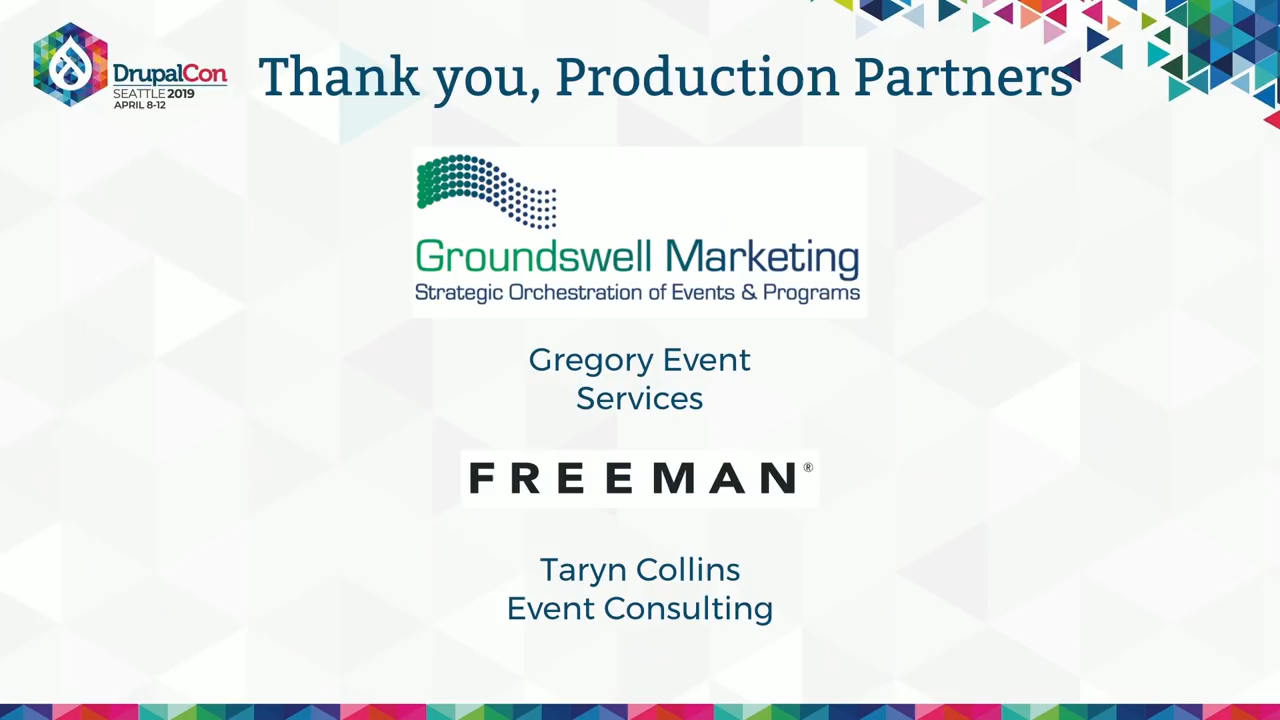 DrupalCon
SEATTLE 2019
APRIL 8-12
Thank you, Production Partners
Groundswell Marketing
Strategic Orchestration of Events & Programs
Gregory Event
Services
FREEMAN®
Taryn Collins
Event Consulting